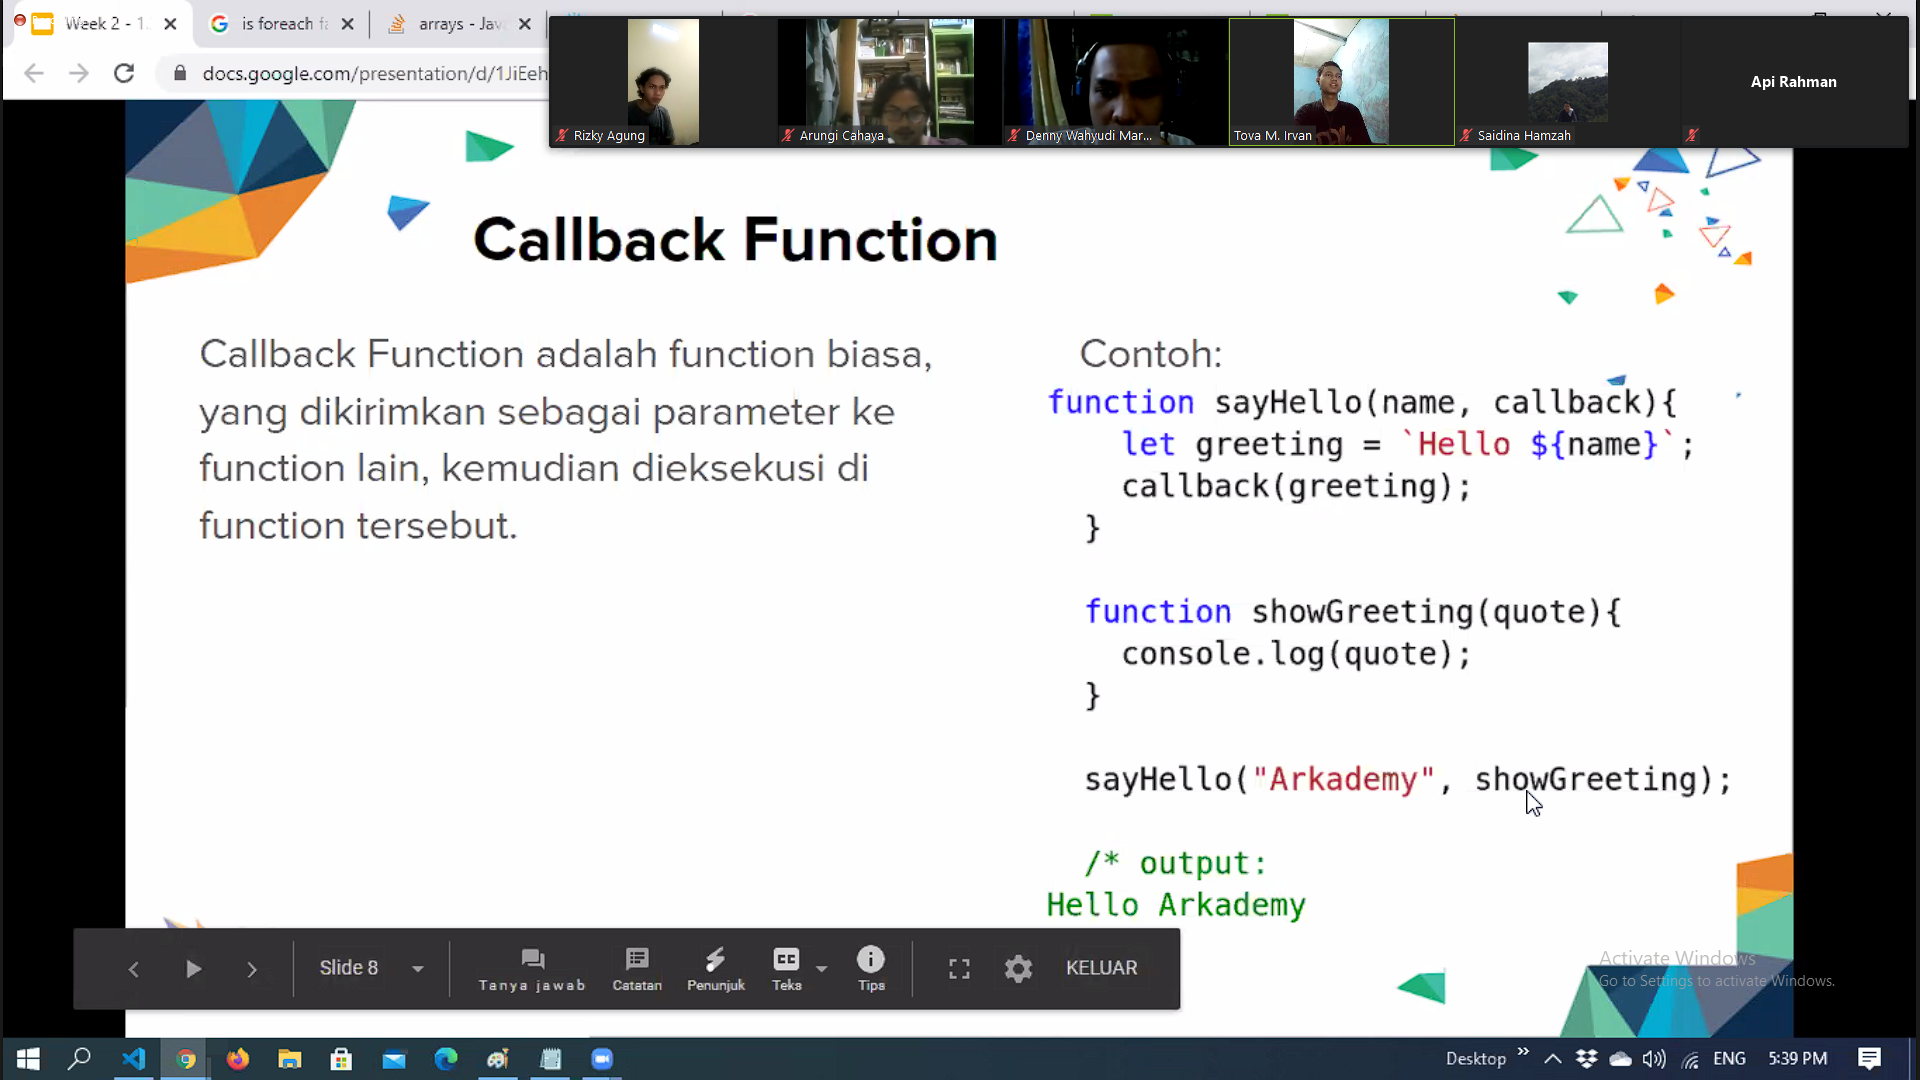 Week 2 - 1.
is foreach fa
arrays - Jav
docs.google.com/presentation/d/1JiEeh
Rizky Agung
Arungi Cahaya
Denny Wahyudi Mar...
Tova M. Irvan
Saidina Hamzah
Api Rahman
Callback Function
Callback Function adalah function biasa,
yang dikirimkan sebagai parameter ke
function lain, kemudian dieksekusi di
function tersebut.
Contoh:
function sayHello(name, callback){
let greeting = `Hello ${name}`;
callback(greeting);
}
function showGreeting(quote){
console.log(quote);
}
sayHello("Arkademy", showGreeting);
/* output:
Hello Arkademy
Slide 8
Tanya jawab
Catatan
Penunjuk
CC
Teks
Tips
KELUAR
Activate Windows
Go to Settings to activate Windows.
Desktop
ENG
5:39 PM